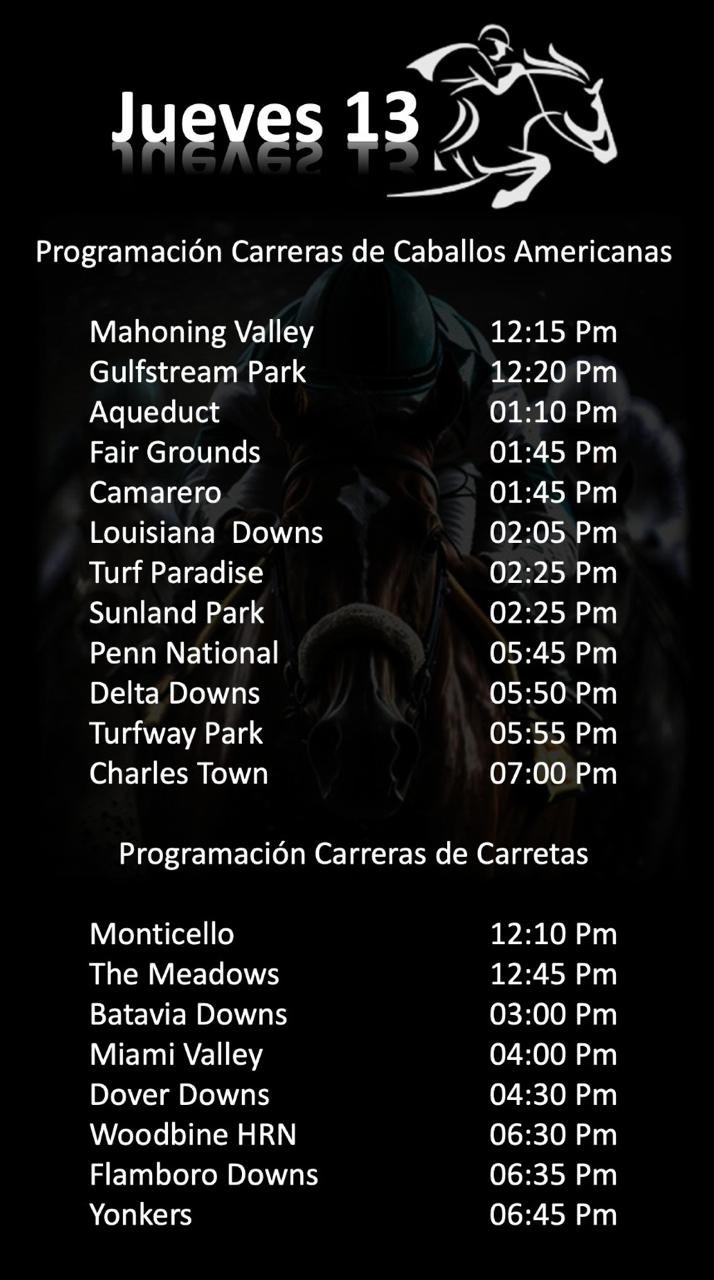 Jueves 13
Programación Carreras de Caballos Americanas
Mahoning Valley 12:15 Pm
Gulfstream Park 12:20 Pm
Aqueduct 01:10 Pm
Fair Grounds 01:45 Pm
Camarero 01:45 Pm
Louisiana Downs 02:05 Pm
Turf Paradise 02:25 Pm
Sunland Park 02:25 Pm
Penn National 05:45 Pm
Delta Downs 05:50 Pm
Turfway Park 05:55 Pm
Charles Town 07:00 Pm
Programación Carreras de Carretas
Monticello 12:10 Pm
The Meadows 12:45 Pm
Batavia Downs 03:00 Pm
Miami Valley 04:00 Pm
Dover Downs 04:30 Pm
Woodbine HRN 06:30 Pm
Flamboro Downs 06:35 Pm
Yonkers 06:45 Pm